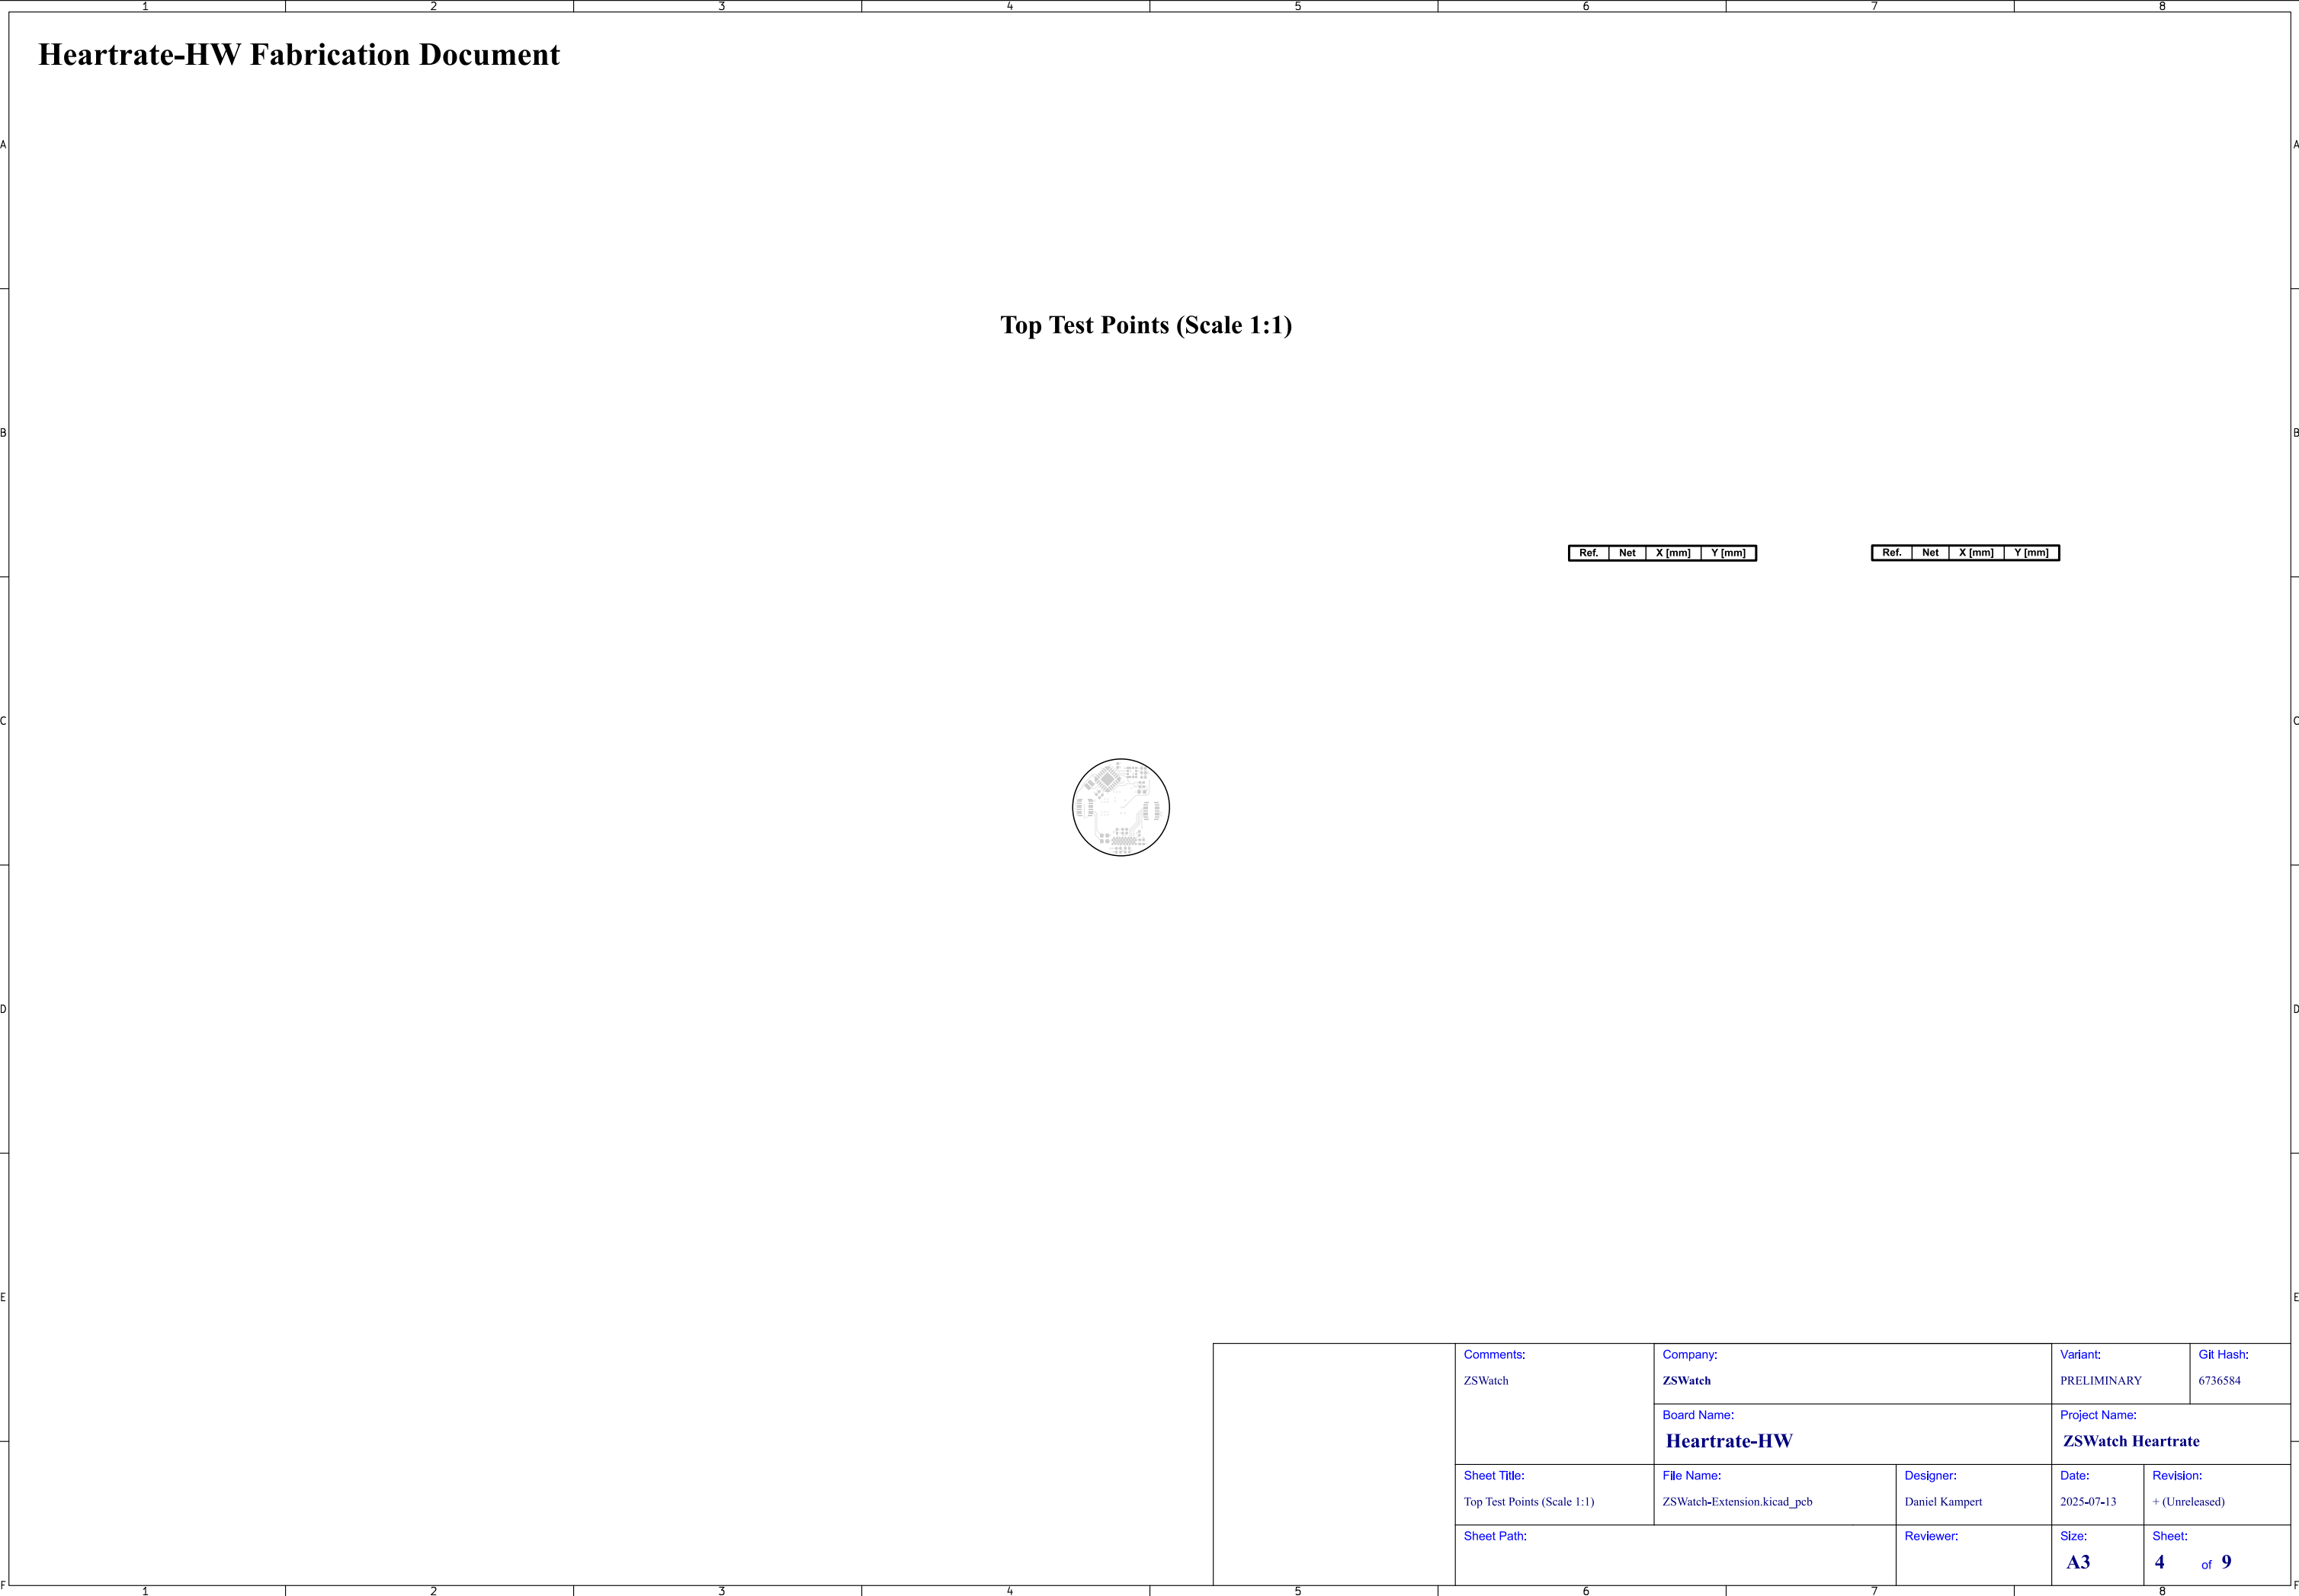 1 2 3 4 5 6 7 8
Heartrate-HW Fabrication Document
A A
Top Test Points (Scale 1:1)
B B
Ref. Net X [mm] Y [mm] Ref. Net X [mm] Y [mm]
C C
D D
E E
Comments: Company: Variant: Git Hash:
ZSWatch ZSWatch PRELIMINARY 6736584
Board Name: Project Name:
Heartrate-HW ZSWatch Heartrate
Sheet Title: File Name: Designer: Date: Revision:
Top Test Points (Scale 1:1) ZSWatch-Extension.kicad_pcb Daniel Kampert 2025-07-13 + (Unreleased)
Sheet Path: Reviewer: Size: Sheet:
A3 4 of 9
F F
1 2 3 4 5 6 7 8